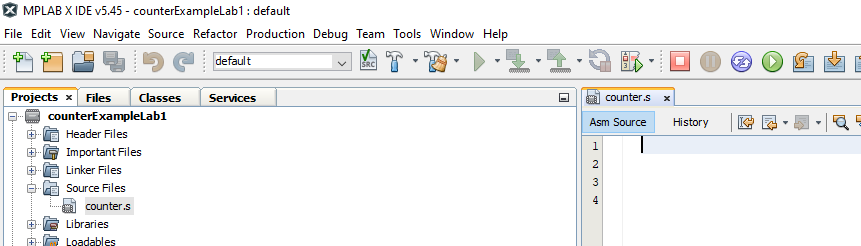 MPLAB X IDE v5.45 - counterExampleLab1 : default
File Edit View Navigate Source Refactor Production Debug Team Tools Window Help
default
SRC
Projects x Files Classes Services
counter.s x
counterExampleLab1
Header Files
Important Files
Linker Files
Source Files
counter.s
Libraries
Loadables
Asm Source History
1
2
3
4